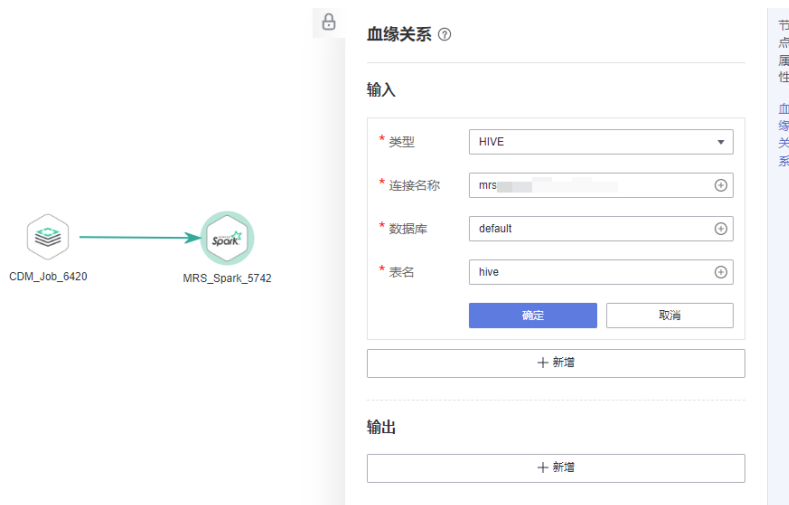 血缘关系
输入
* 类型 HIVE
* 连接名称 mrs
* 数据库 default
* 表名 hive
确定 取消
+ 新增
输出
+ 新增
Spark
CDM_Job_6420
MRS_Spark_5742
节点属性
血缘关系